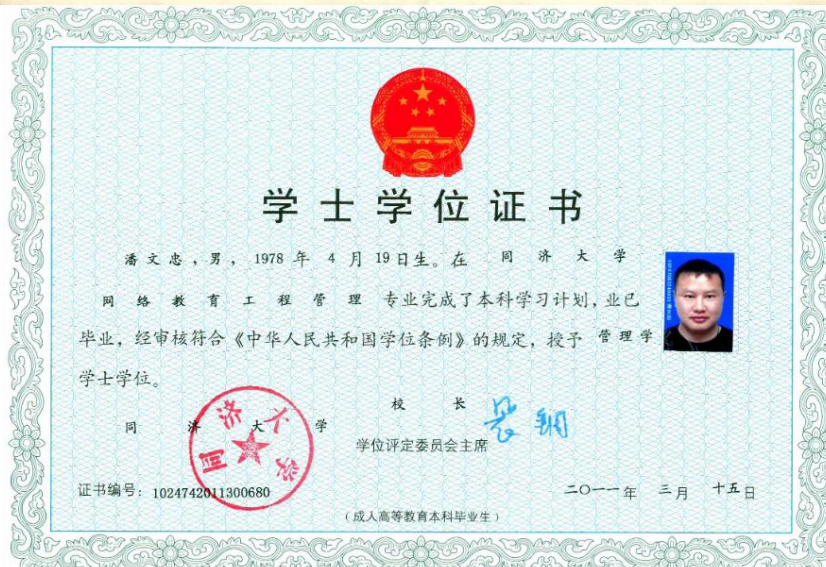 学士学位证书
潘文忠，男，1978 年 4 月 19 日生。在 同济大学
网络教育工程管理 专业完成了本科学习计划，业已
毕业，经审核符合《中华人民共和国学位条例》的规定，授予 管理学
学士学位。
校长
同济大学
学位评定委员会主席
同济大学
证书编号：1024742011300680
二〇一一年 三月 十五日
（成人高等教育本科毕业生）